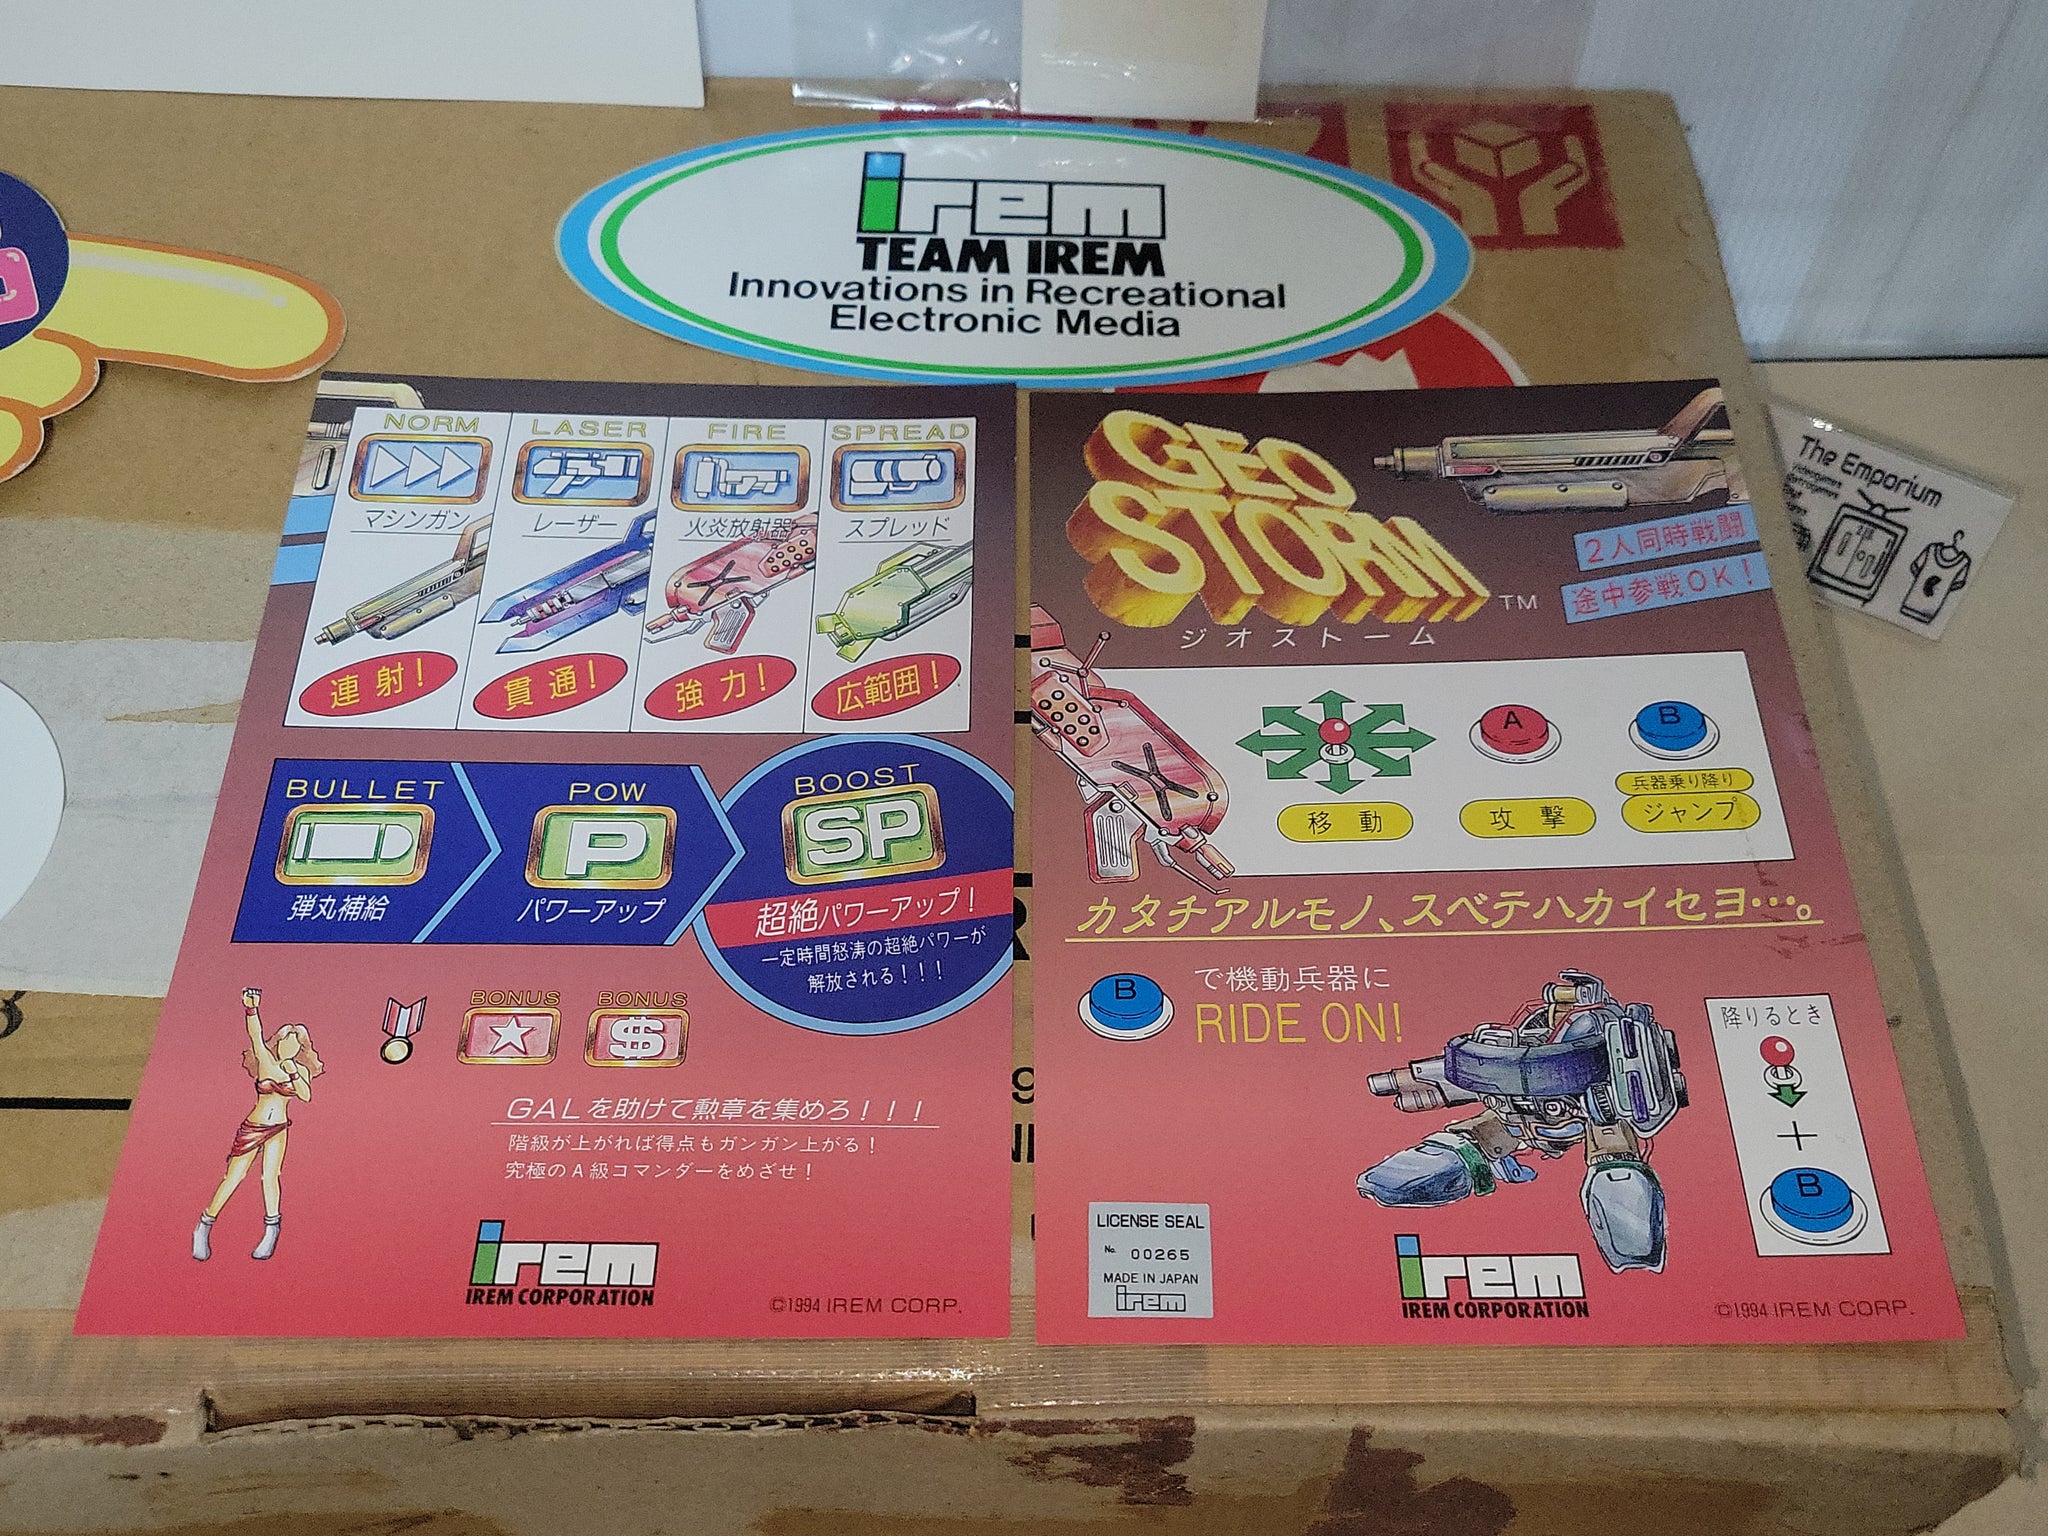 irem
TEAM IREM
Innovations in Recreational
Electronic Media
NORM
マシンガン
連射!
LASER
レーザー
貫通!
FIRE
火炎放射器
強力!
SPREAD
スプレッド
広範囲!
BULLET
弾丸補給
POW
P
パワーアップ
BOOST
SP
超絶パワーアップ!
一定時間怒涛の超絶パワーが
解放される!!!
BONUS
BONUS
$
GALを助けて勲章を集めろ!!!
階級が上がれば得点もガンガン上がる!
究極のA級コマンダーをめざせ!
irem
IREM CORPORATION
©1994 IREM CORP.
GEO
STORM
TM
ジオストーム
2人同時戦闘
途中参戦OK!
移動
A
攻撃
B
兵器乗り降り
ジャンプ
カタチアルモノ、スベテハカイセヨ…。
B
で機動兵器に
RIDE ON!
降りるとき
+
B
LICENSE SEAL
No. 00265
MADE IN JAPAN
irem
irem
IREM CORPORATION
©1994 IREM CORP.
The Emporium